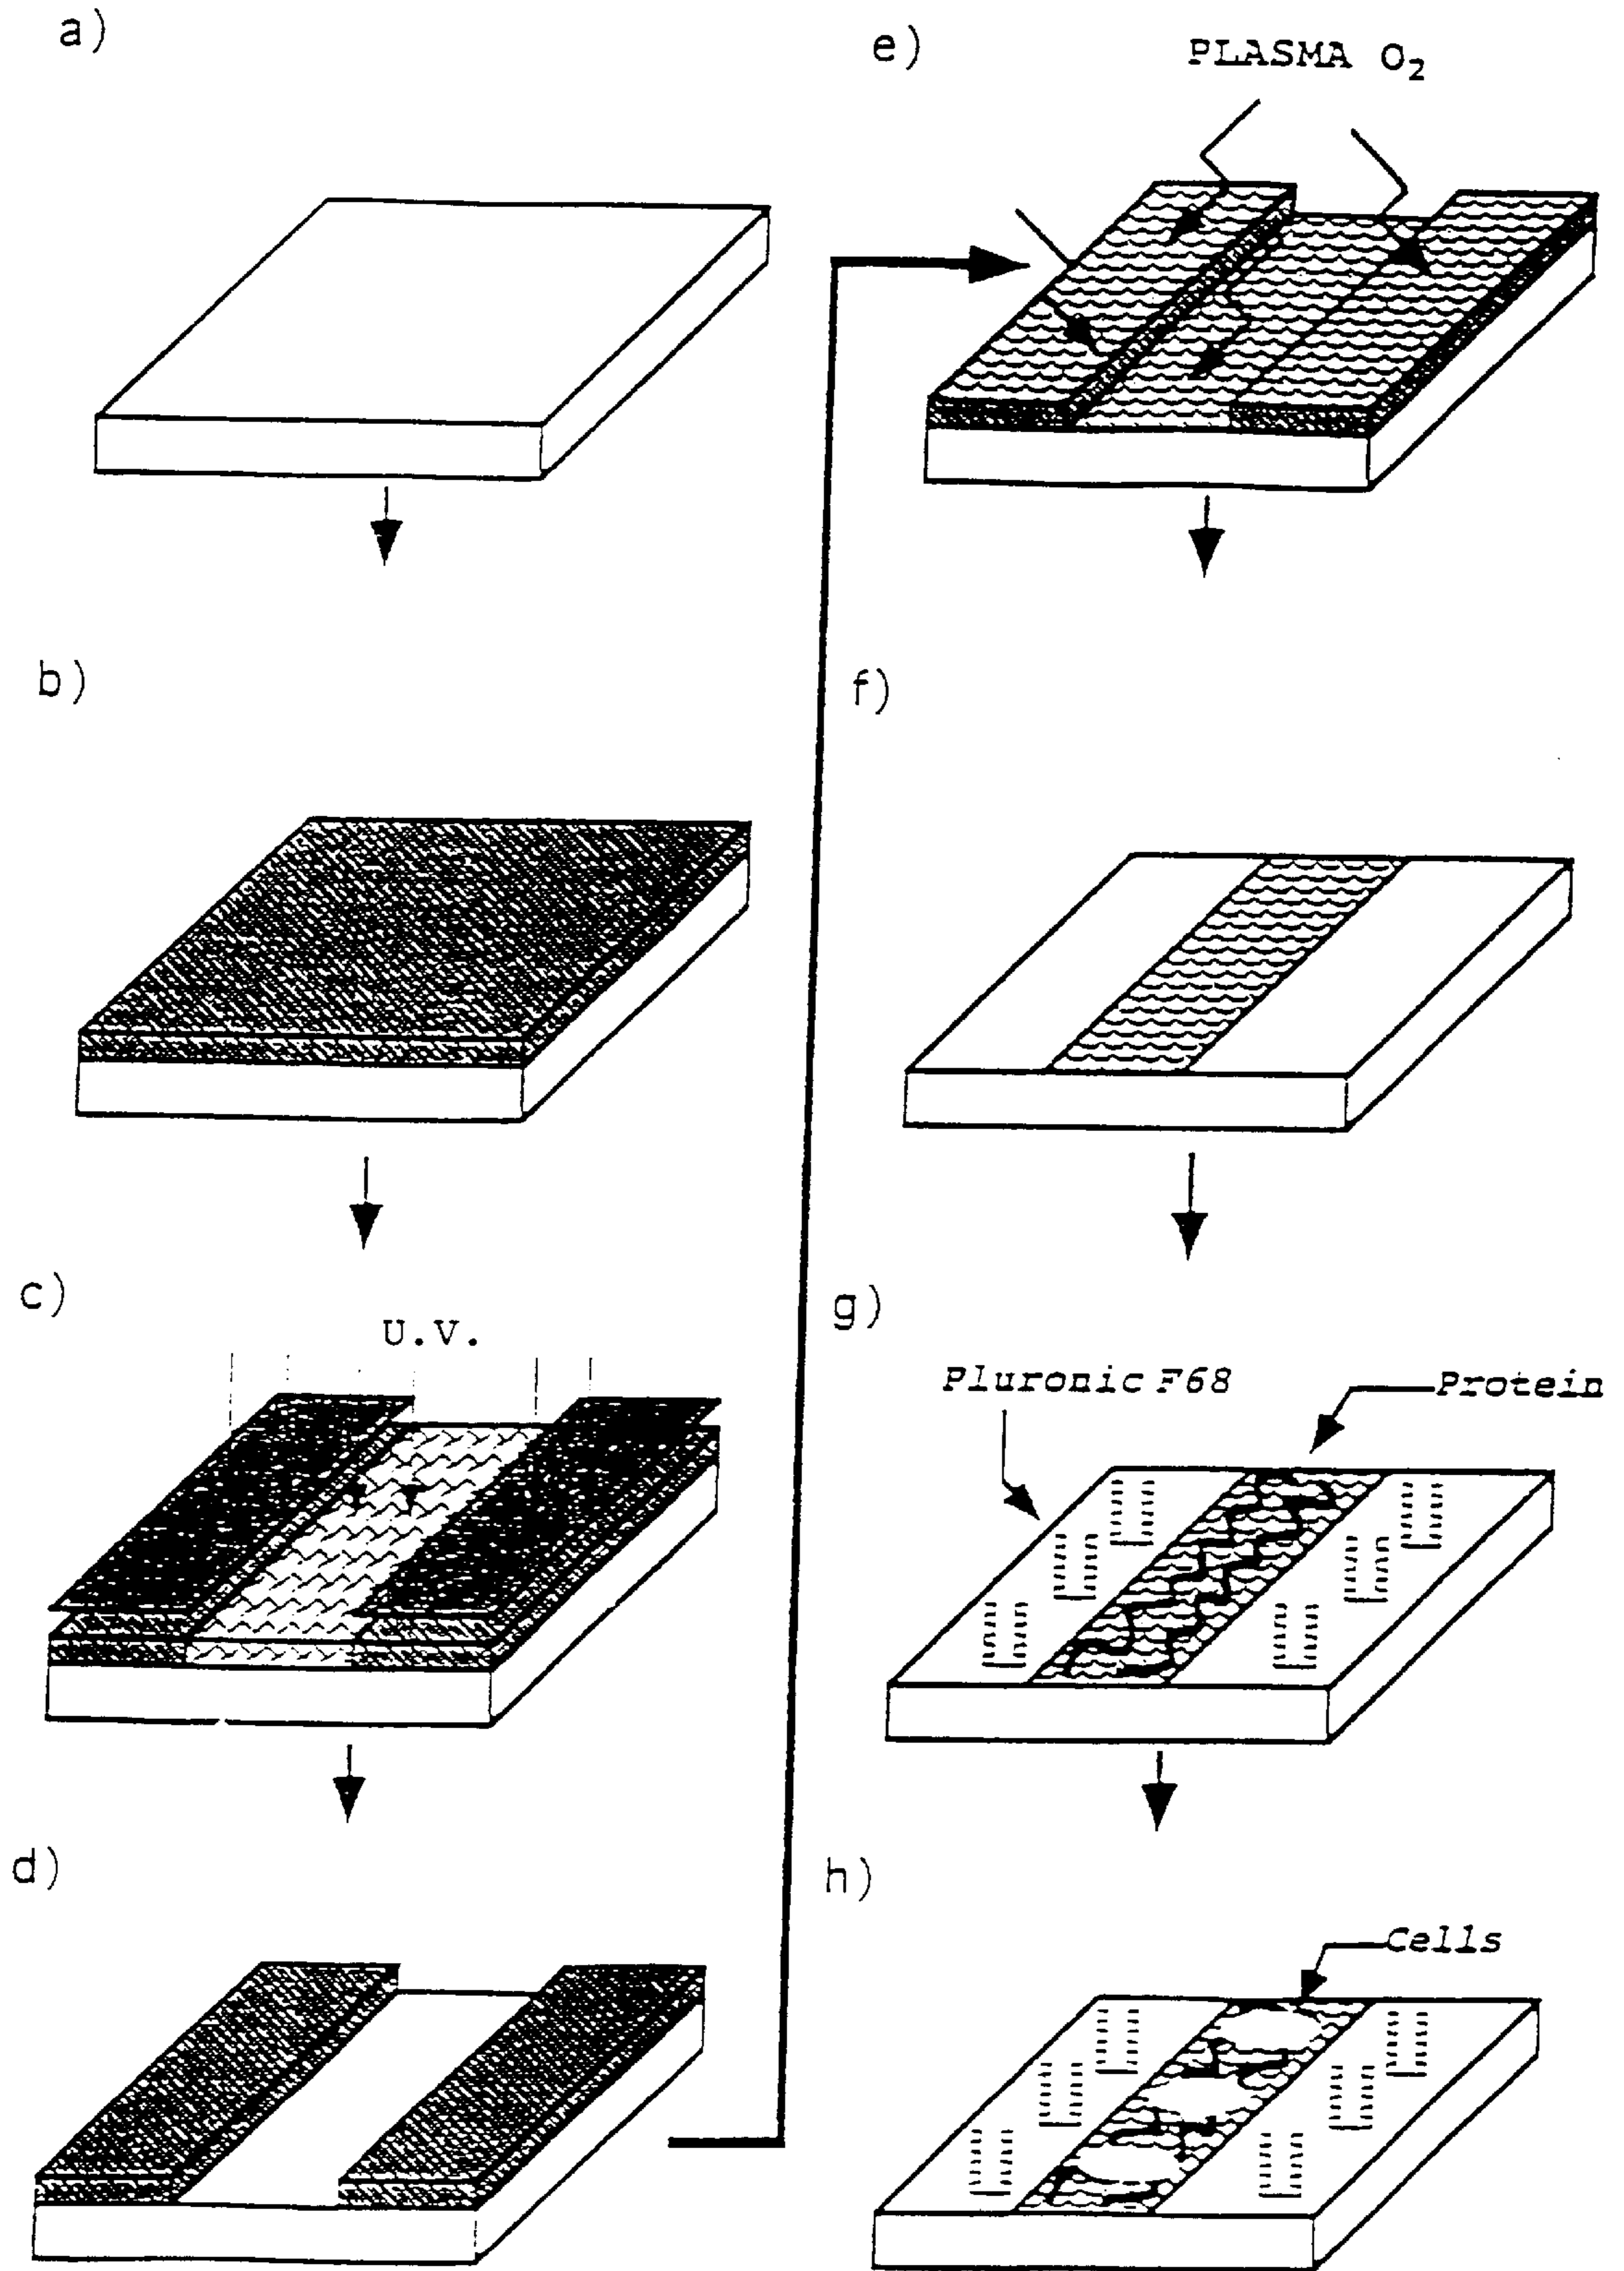 a)
b)
c)
U.V.
d)
e)
PLASMA O₂
f)
g)
Pluronic F68
Protein
h)
Cells